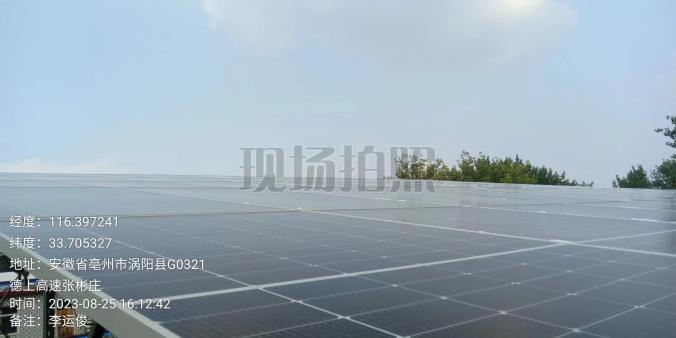 现场拍照
经度：116.397241
纬度：33.705327
地址：安徽省亳州市涡阳县G0321
德上高速张彬庄
时间：2023-08-25 16:12:42
备注：李运俊